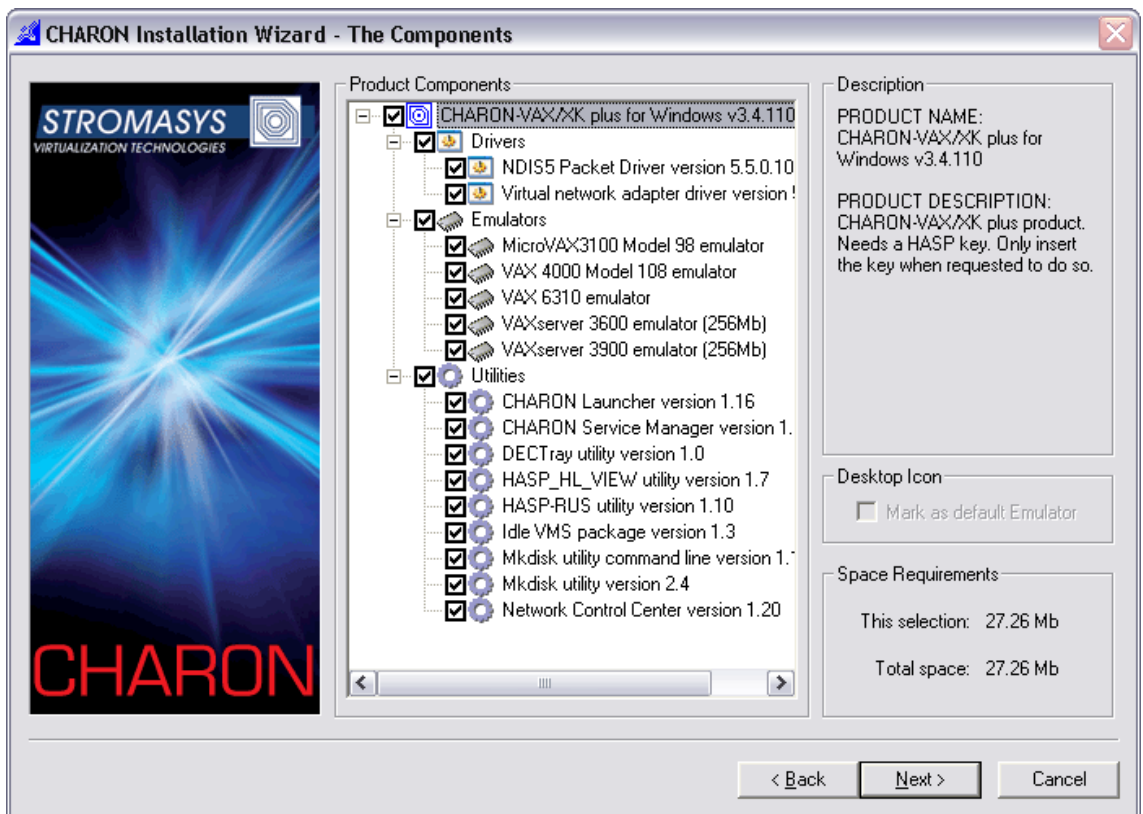 CHARON Installation Wizard - The Components
STROMASYS
VIRTUALIZATION TECHNOLOGIES
CHARON
Product Components
CHARON-VAX/XK plus for Windows v3.4.110
Drivers
NDIS5 Packet Driver version 5.5.0.10
Virtual network adapter driver version
Emulators
MicroVAX3100 Model 98 emulator
VAX 4000 Model 108 emulator
VAX 6310 emulator
VAXserver 3600 emulator (256Mb)
VAXserver 3900 emulator (256Mb)
Utilities
CHARON Launcher version 1.16
CHARON Service Manager version 1.
DECTray utility version 1.0
HASP_HL_VIEW utility version 1.7
HASP-RUS utility version 1.10
Idle VMS package version 1.3
Mkdisk utility command line version 1.
Mkdisk utility version 2.4
Network Control Center version 1.20
Description
PRODUCT NAME:
CHARON-VAX/XK plus for
Windows v3.4.110
PRODUCT DESCRIPTION:
CHARON-VAX/XK plus product.
Needs a HASP key. Only insert
the key when requested to do so.
Desktop Icon
Mark as default Emulator
Space Requirements
This selection: 27.26 Mb
Total space: 27.26 Mb
< Back
Next >
Cancel